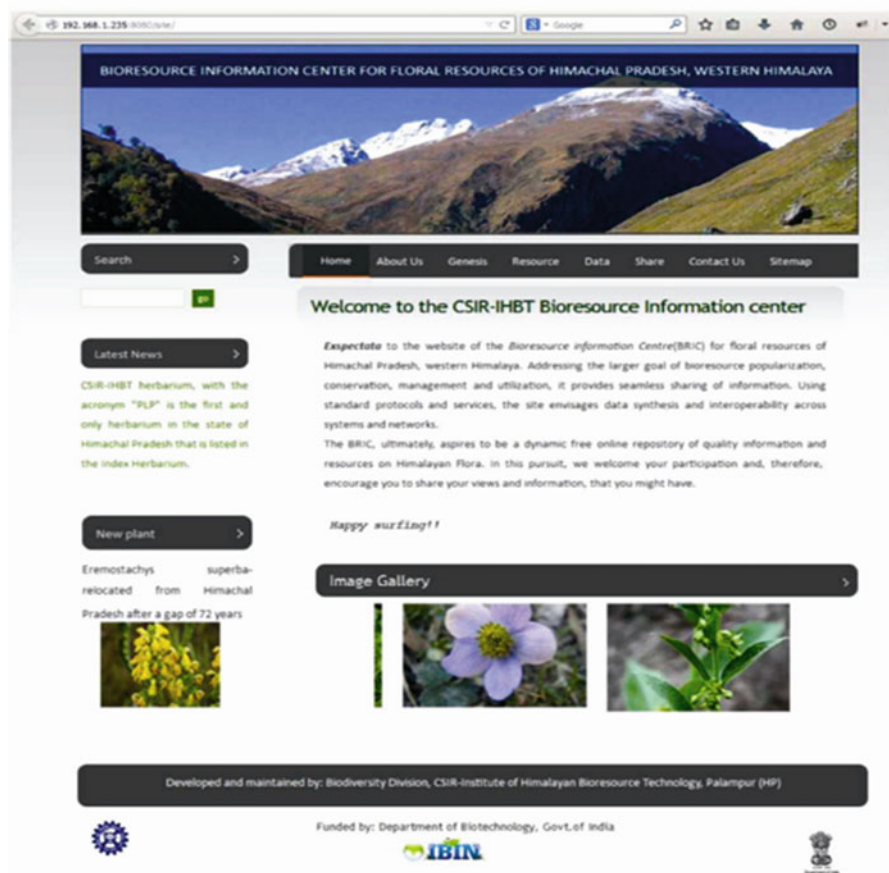 192.168.1.235:8080/site/
Google
BIORESOURCE INFORMATION CENTER FOR FLORAL RESOURCES OF HIMACHAL PRADESH, WESTERN HIMALAYA
Search
go
Home About Us Genesis Resource Data Share Contact Us Sitemap
Welcome to the CSIR-IHBT Bioresource Information center
Exspectata to the website of the Bioresource information Centre(BRIC) for floral resources of
Himachal Pradesh, western Himalaya. Addressing the larger goal of bioresource popularization,
conservation, management and utilization, it provides seamless sharing of information. Using
standard protocols and services, the site envisages data synthesis and interoperability across
systems and networks.
The BRIC, ultimately, aspires to be a dynamic free online repository of quality information and
resources on Himalayan Flora. In this pursuit, we welcome your participation and, therefore,
encourage you to share your views and information, that you might have.
Happy surfing!!
Latest News
CSIR-IHBT herbarium, with the
acronym "PLP" is the first and
only herbarium in the state of
Himachal Pradesh that is listed in
the Index Herbarium.
New plant
Eremostachys superba-
relocated from Himachal
Pradesh after a gap of 72 years
Image Gallery
Developed and maintained by: Biodiversity Division, CSIR-Institute of Himalayan Bioresource Technology, Palampur (HP)
Funded by: Department of Biotechnology, Govt.of India
IBIN